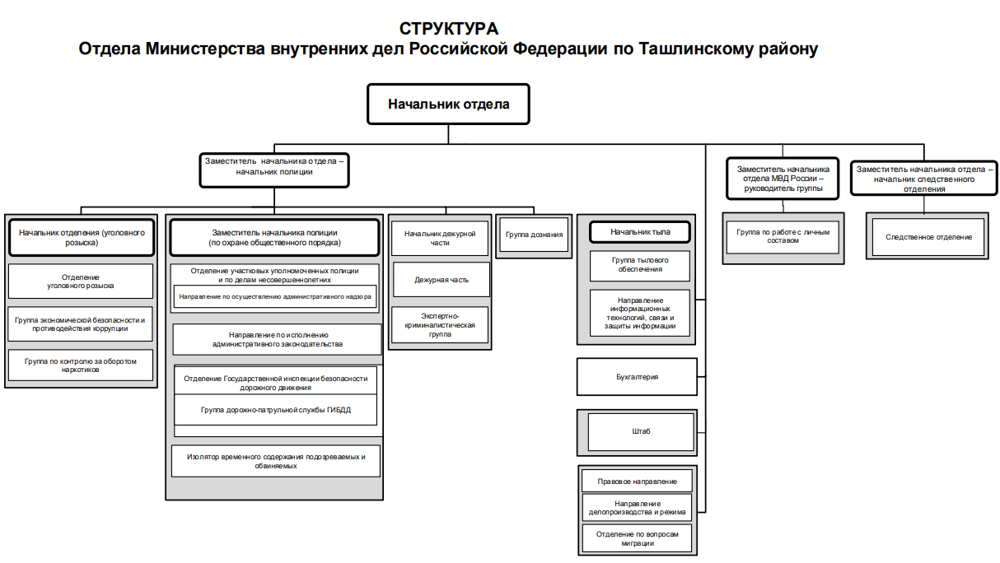 СТРУКТУРА
Отдела Министерства внутренних дел Российской Федерации по Ташлинскому району
Начальник отдела
Заместитель начальника отдела –
начальник полиции
Заместитель начальника
отдела МВД России –
руководитель группы
Заместитель начальника отдела –
начальник следственного
отделения
Начальник отделения (уголовного
розыска)
Отделение
уголовного розыска
Группа экономической безопасности и
противодействия коррупции
Группа по контролю за оборотом
наркотиков
Заместитель начальника полиции
(по охране общественного порядка)
Отделение участковых уполномоченных полиции
и по делам несовершеннолетних
Направление по осуществлению административного надзора
Направление по исполнению
административного законодательства
Отделение Государственной инспекции безопасности
дорожного движения
Группа дорожно-патрульной службы ГИБДД
Изолятор временного содержания подозреваемых и
обвиняемых
Начальник дежурной
части
Дежурная часть
Экспертно-
криминалистическая
группа
Группа дознания
Начальник тыла
Группа тылового
обеспечения
Направление
информационных
технологий, связи и
защиты информации
Бухгалтерия
Штаб
Правовое направление
Направление
делопроизводства и режима
Отделение по вопросам
миграции
Группа по работе с личным
составом
Следственное отделение